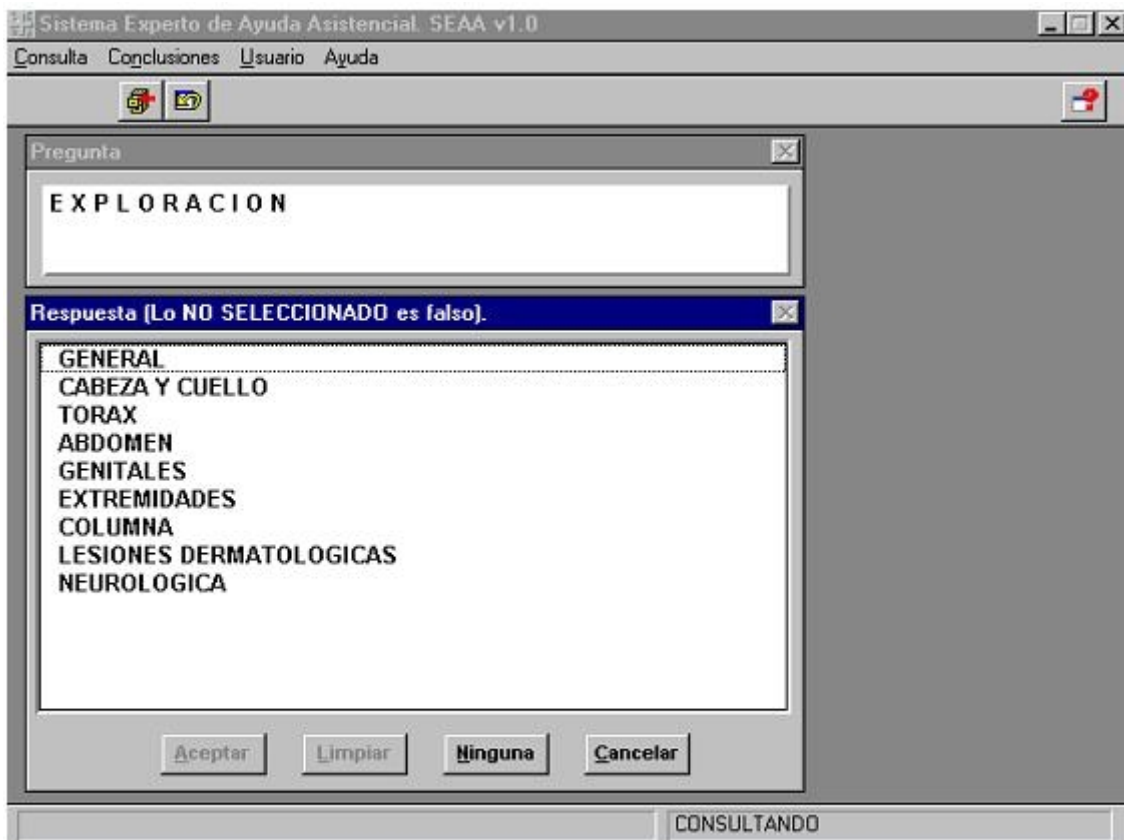 Sistema Experto de Ayuda Asistencial. SEAA v1.0
Consulta Conclusiones Usuario Ayuda
Pregunta
E X P L O R A C I O N
Respuesta (Lo NO SELECCIONADO es falso).
GENERAL
CABEZA Y CUELLO
TORAX
ABDOMEN
GENITALES
EXTREMIDADES
COLUMNA
LESIONES DERMATOLOGICAS
NEUROLOGICA
Aceptar Limpiar Ninguna Cancelar
CONSULTANDO